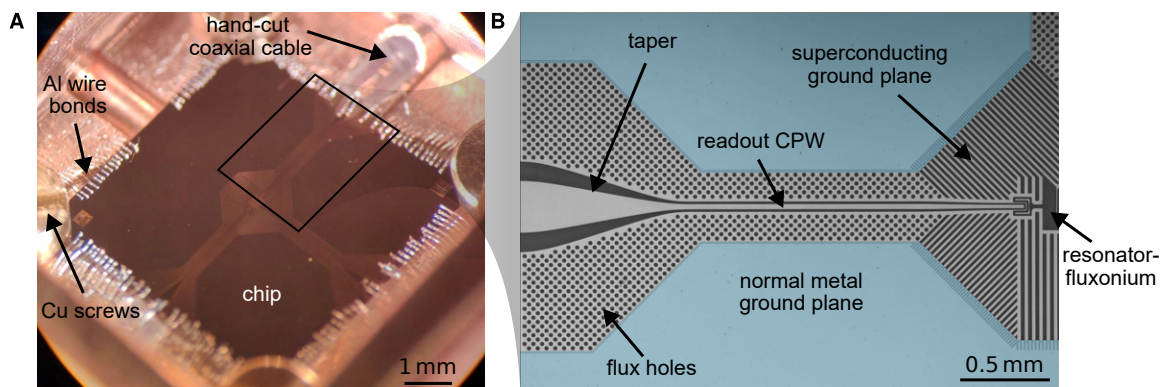 A
hand-cut
coaxial cable
Al wire
bonds
Cu screws
chip
1 mm
B
taper
superconducting
ground plane
readout CPW
normal metal
ground plane
resonator-
fluxonium
flux holes
0.5 mm